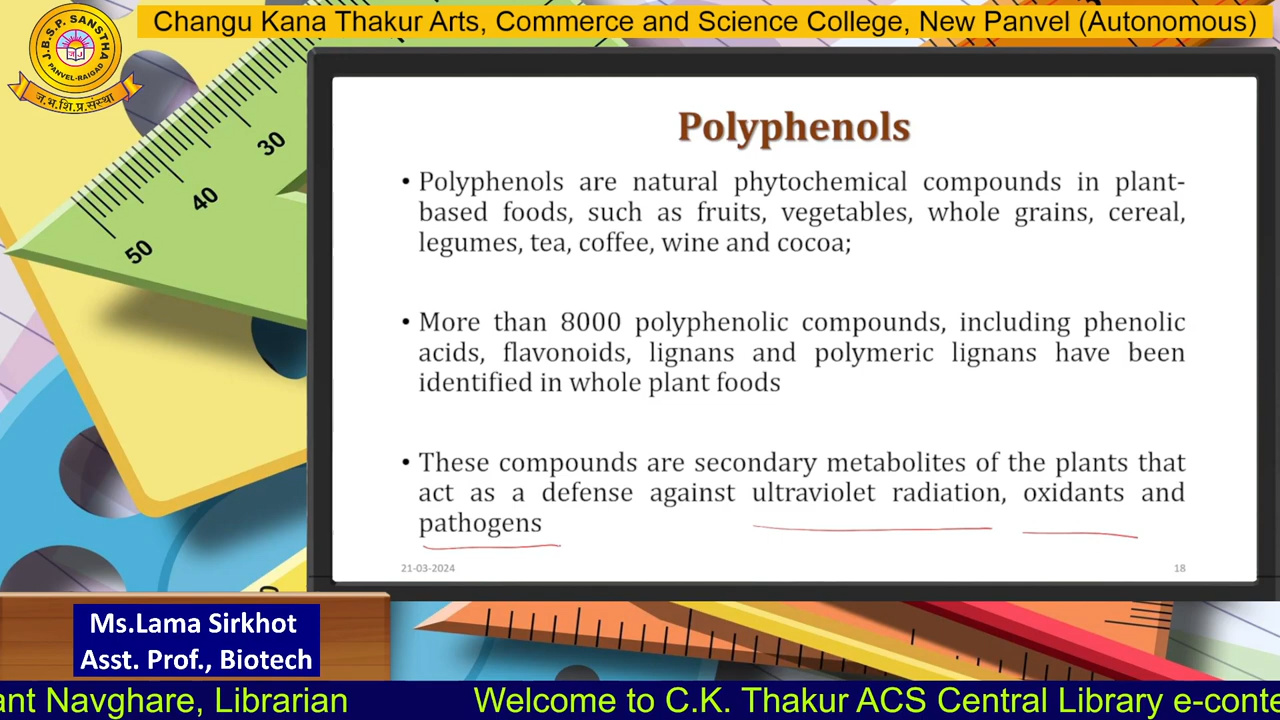 Changu Kana Thakur Arts, Commerce and Science College, New Panvel (Autonomous)
J.B.S.P. SANSTHA
PANVEL-RAIGAD
ज.भ.शि.प्र.संस्था
30
40
50
Polyphenols
• Polyphenols are natural phytochemical compounds in plant-
based foods, such as fruits, vegetables, whole grains, cereal,
legumes, tea, coffee, wine and cocoa;
• More than 8000 polyphenolic compounds, including phenolic
acids, flavonoids, lignans and polymeric lignans have been
identified in whole plant foods
• These compounds are secondary metabolites of the plants that
act as a defense against ultraviolet radiation, oxidants and
pathogens
21-03-2024
18
Ms.Lama Sirkhot
Asst. Prof., Biotech
ant Navghare, Librarian
Welcome to C.K. Thakur ACS Central Library e-conte